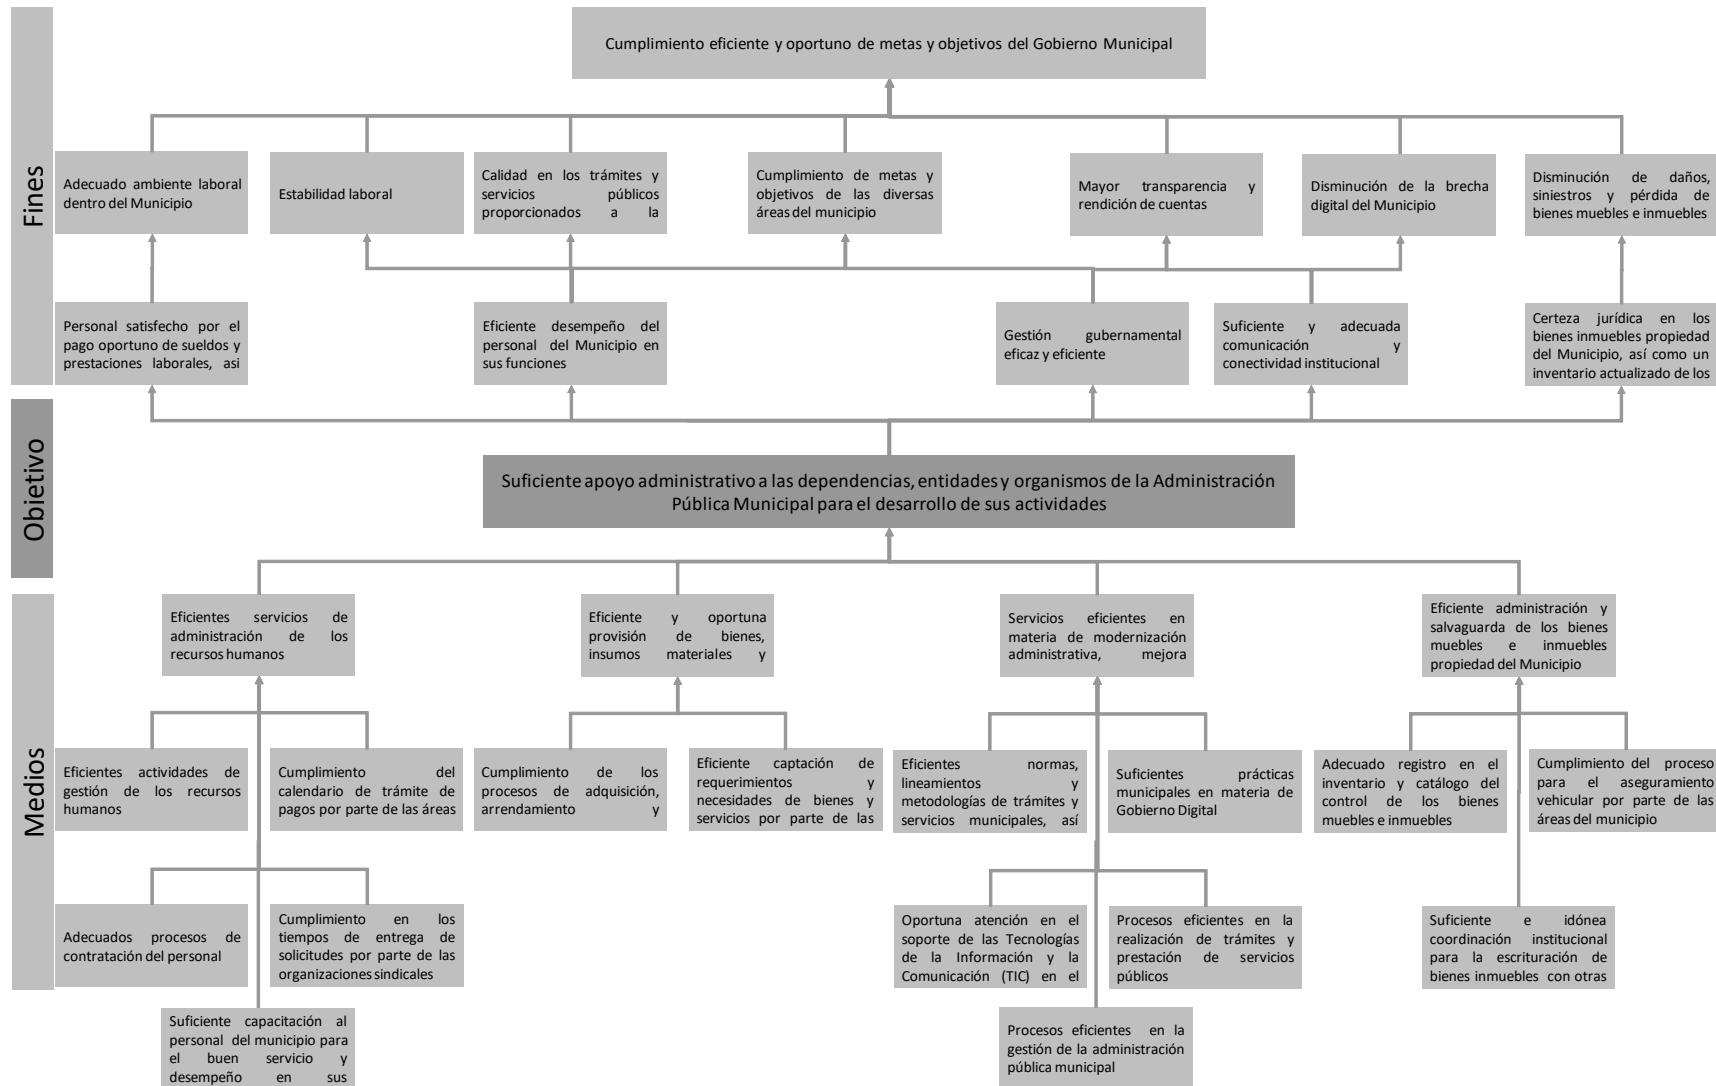 Fines
Cumplimiento eficiente y oportuno de metas y objetivos del Gobierno Municipal
Adecuado ambiente laboral
dentro del Municipio
Estabilidad laboral
Calidad en los trámites y
servicios públicos
proporcionados a la
Cumplimiento de metas y
objetivos de las diversas
áreas del municipio
Mayor transparencia y
rendición de cuentas
Disminución de la brecha
digital del Municipio
Disminución de daños,
siniestros y pérdida de
bienes muebles e inmuebles
Personal satisfecho por el
pago oportuno de sueldos y
prestaciones laborales, asi
Eficiente desempeño del
personal del Municipio en
sus funciones
Gestión gubernamental
eficaz y eficiente
Suficiente y adecuada
comunicación y
conectividad institucional
Certeza jurídica en los
bienes inmuebles propiedad
del Municipio, así como un
inventario actualizado de los
Objetivo
Suficiente apoyo administrativo a las dependencias, entidades y organismos de la Administración
Pública Municipal para el desarrollo de sus actividades
Medios
Eficientes servicios de
administración de los
recursos humanos
Eficiente y oportuna
provisión de bienes,
insumos materiales y
Servicios eficientes en
materia de modernización
administrativa, mejora
Eficiente administración y
salvaguarda de los bienes
muebles e inmuebles
propiedad del Municipio
Eficientes actividades de
gestión de los recursos
humanos
Cumplimiento del
calendario de trámite de
pagos por parte de las áreas
Cumplimiento de los
procesos de adquisición,
arrendamiento y
Eficiente captación de
requerimientos y
necesidades de bienes y
servicios por parte de las
Eficientes normas,
lineamientos y
metodologías de trámites y
servicios municipales, así
Suficientes prácticas
municipales en materia de
Gobierno Digital
Adecuado registro en el
inventario y catálogo del
control de los bienes
muebles e inmuebles
Cumplimiento del proceso
para el aseguramiento
vehicular por parte de las
áreas del municipio
Adecuados procesos de
contratación del personal
Cumplimiento en los
tiempos de entrega de
solicitudes por parte de las
organizaciones sindicales
Oportuna atención en el
soporte de las Tecnologías
de la Información y la
Comunicación (TIC) en el
Procesos eficientes en la
realización de trámites y
prestación de servicios
públicos
Suficiente e idónea
coordinación institucional
para la escrituración de
bienes inmuebles con otras
Suficiente capacitación al
personal del municipio para
el buen servicio y
desempeño en sus
Procesos eficientes en la
gestión de la administración
pública municipal